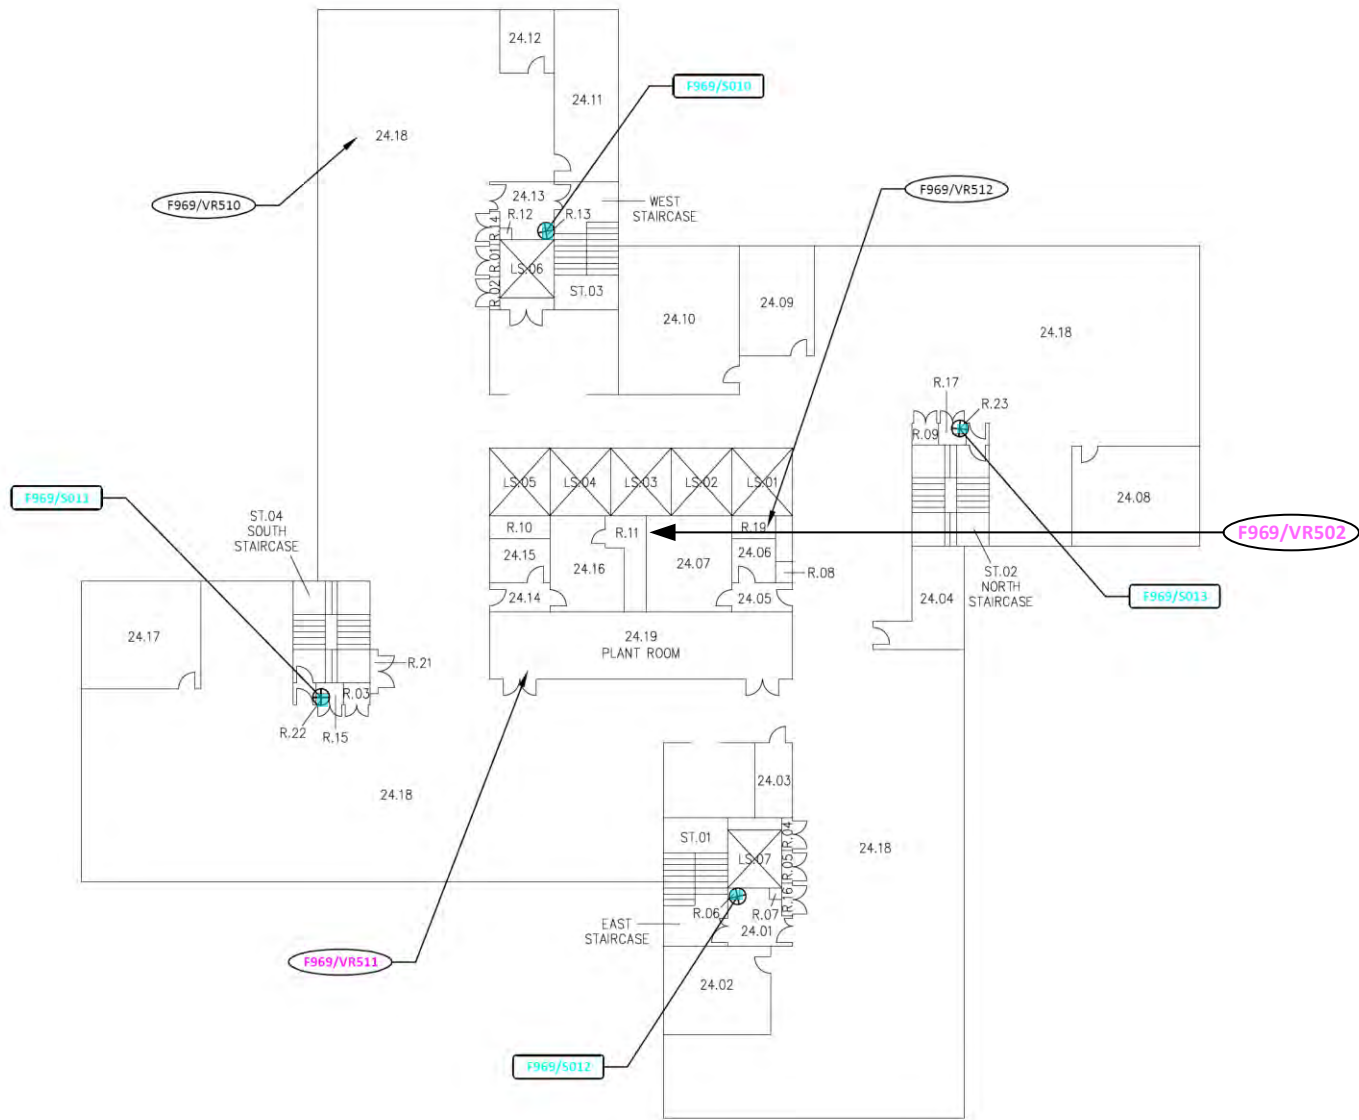 24.12
F969/S010
24.11
24.18
F969/VR510
F969/VR512
24.13
WEST
STAIRCASE
R.12
R.13
R.14
R.01
R.02
LS.06
ST.03
24.10
24.09
24.18
R.17
R.23
R.09
24.08
LS.05
LS.04
LS.03
LS.02
LS.01
F969/S011
ST.04
SOUTH
STAIRCASE
R.10
R.11
R.19
F969/VR502
24.15
24.16
24.07
24.06
R.08
24.14
24.05
ST.02
NORTH
STAIRCASE
24.04
F969/S013
24.17
24.19
PLANT ROOM
R.21
R.03
R.22
R.15
24.18
24.03
ST.01
LS.07
R.04
R.05
R.16
24.18
R.06
R.07
24.01
EAST
STAIRCASE
F969/VR511
24.02
F969/S012